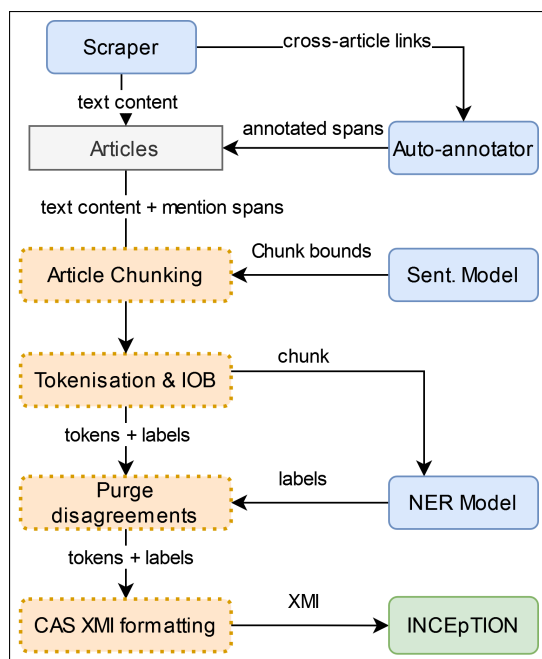 Scraper
cross-article links
text content
annotated spans
Articles
Auto-annotator
text content + mention spans
Chunk bounds
Article Chunking
Sent. Model
chunk
Tokenisation & IOB
tokens + labels
labels
Purge
disagreements
NER Model
tokens + labels
XMI
CAS XMI formatting
INCEpTION